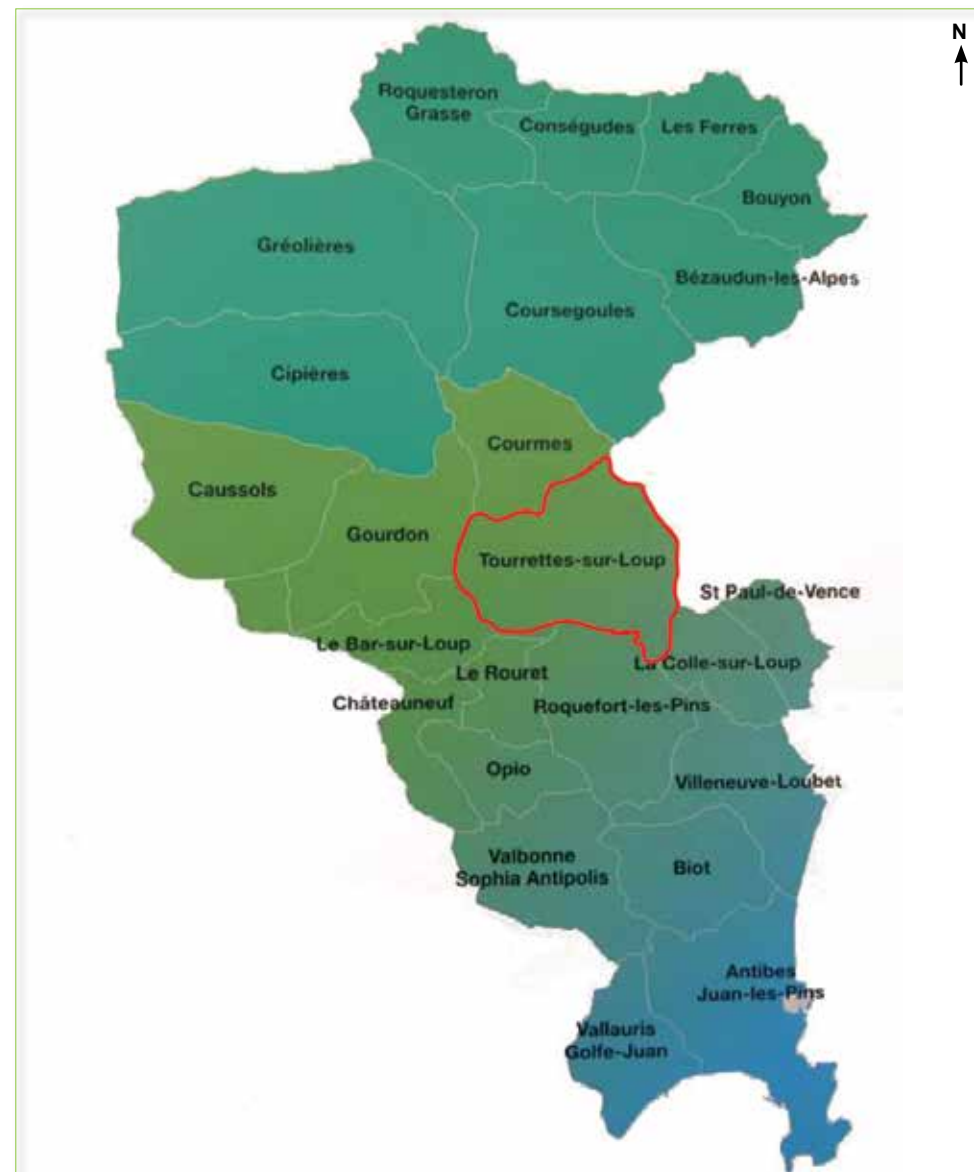 N
Roquesteron
Grasse
Conségudes
Les Ferres
Bouyon
Gréolières
Bézaudun-les-Alpes
Coursegoules
Cipières
Courmes
Caussols
Gourdon
Tourrettes-sur-Loup
St Paul-de-Vence
Le Bar-sur-Loup
La Colle-sur-Loup
Le Rouret
Châteauneuf
Roquefort-les-Pins
Opio
Villeneuve-Loubet
Valbonne
Sophia Antipolis
Biot
Antibes
Juan-les-Pins
Vallauris
Golfe-Juan